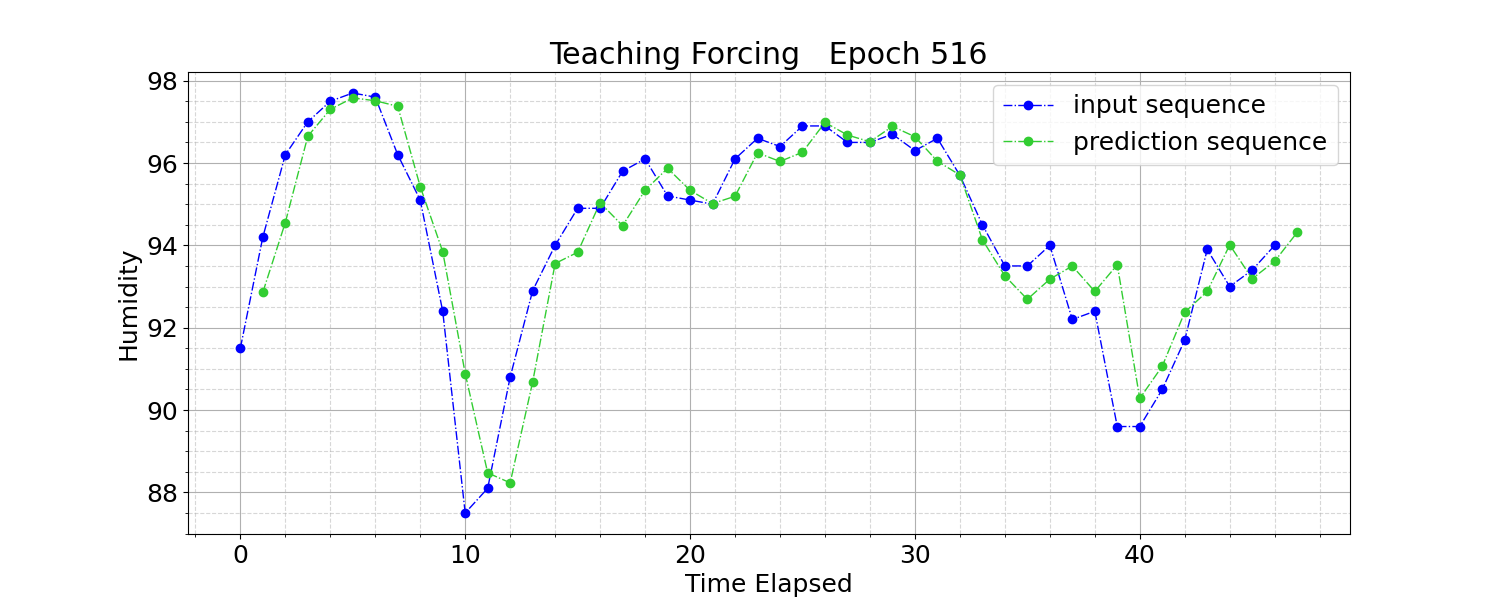 Teaching Forcing   Epoch 516
98
96
94
92
90
88
Humidity
input sequence
prediction sequence
0 10 20 30 40
Time Elapsed